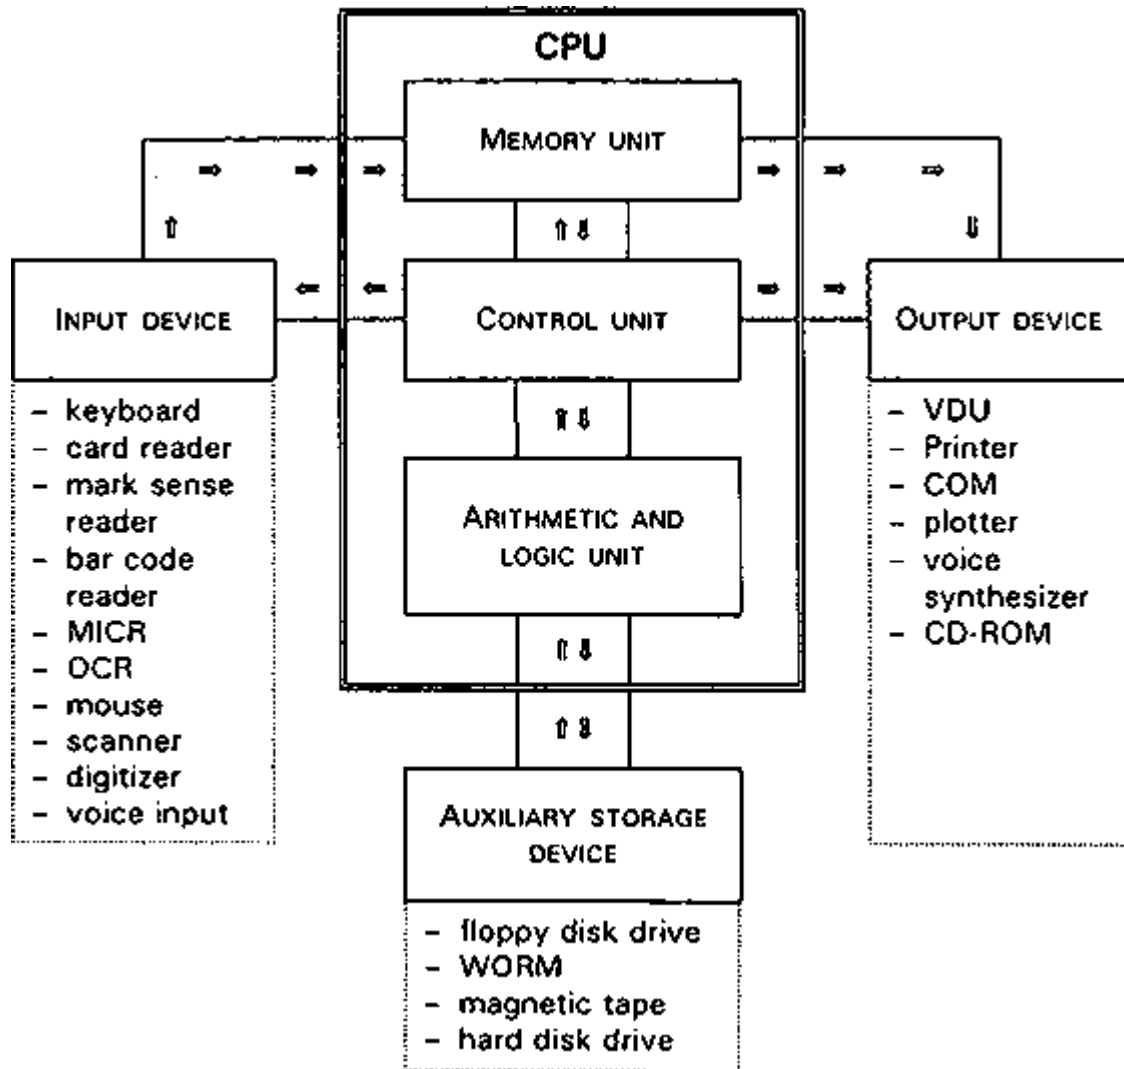 CPU
MEMORY UNIT
INPUT DEVICE
CONTROL UNIT
OUTPUT DEVICE
– keyboard
– card reader
– mark sense
reader
– bar code
reader
– MICR
– OCR
– mouse
– scanner
– digitizer
– voice input
– VDU
– Printer
– COM
– plotter
– voice
synthesizer
– CD-ROM
ARITHMETIC AND
LOGIC UNIT
AUXILIARY STORAGE
DEVICE
– floppy disk drive
– WORM
– magnetic tape
– hard disk drive